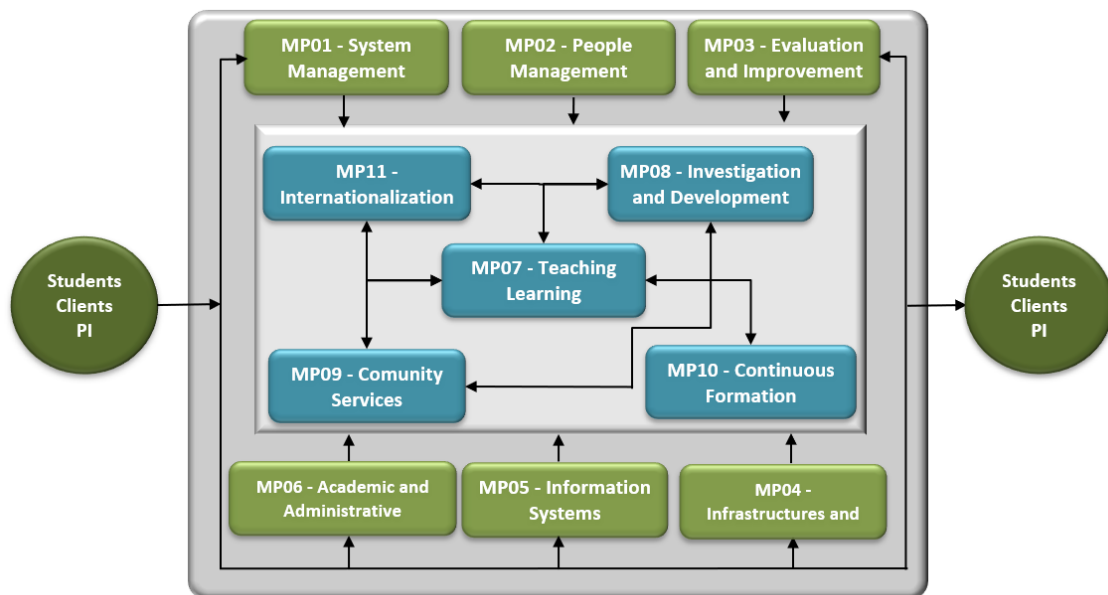 MP01 - System
Management
MP02 - People
Management
MP03 - Evaluation
and Improvement
MP11 -
Internationalization
MP08 - Investigation
and Development
Students
Clients
PI
MP07 - Teaching
Learning
Students
Clients
PI
MP09 - Comunity
Services
MP10 - Continuous
Formation
MP06 - Academic and
Administrative
MP05 - Information
Systems
MP04 -
Infrastructures and